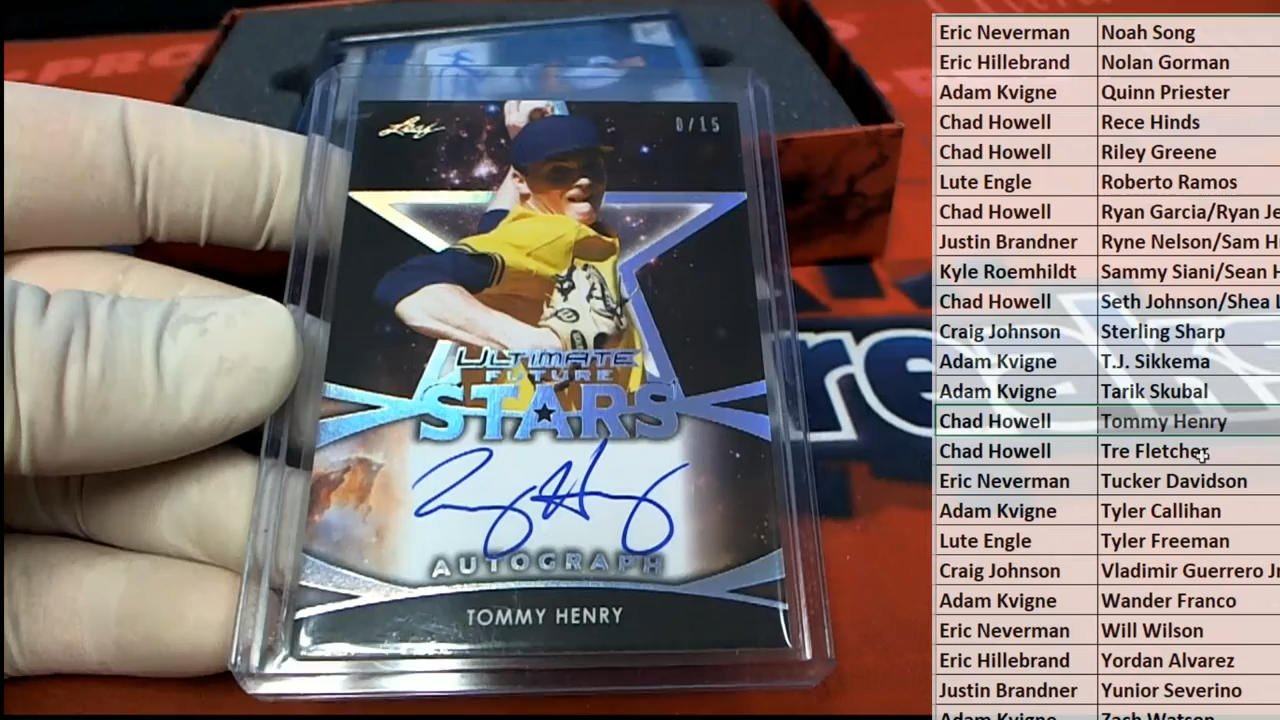 PRO
Leaf
0/15
ULTIMATE
FUTURE
STARS
AUTOGRAPH
TOMMY HENRY
Eric Neverman Noah Song
Eric Hillebrand Nolan Gorman
Adam Kvigne Quinn Priester
Chad Howell Rece Hinds
Chad Howell Riley Greene
Lute Engle Roberto Ramos
Chad Howell Ryan Garcia/Ryan Je
Justin Brandner Ryne Nelson/Sam H
Kyle Roemhildt Sammy Siani/Sean H
Chad Howell Seth Johnson/Shea
Craig Johnson Sterling Sharp
Adam Kvigne T.J. Sikkema
Adam Kvigne Tarik Skubal
Chad Howell Tommy Henry
Chad Howell Tre Fletcher
Eric Neverman Tucker Davidson
Adam Kvigne Tyler Callihan
Lute Engle Tyler Freeman
Craig Johnson Vladimir Guerrero Jr
Adam Kvigne Wander Franco
Eric Neverman Will Wilson
Eric Hillebrand Yordan Alvarez
Justin Brandner Yunior Severino
Adam Kvigne Zach Watson